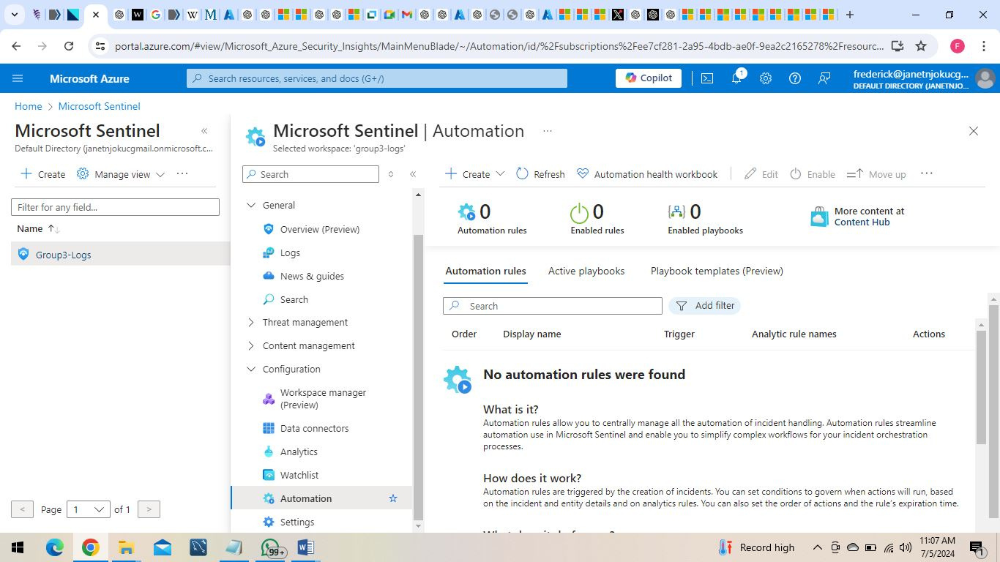 portal.azure.com/#view/Microsoft_Azure_Security_Insights/MainMenuBlade/~/Automation/id/%2Fsubscriptions%2Fee7cf281-2a95-4bdb-ae0f-9ea2c2165278%2Fresourc...
F
Microsoft Azure
Search resources, services, and docs (G+/)
Copilot
1
frederick@janetnjokucg...
DEFAULT DIRECTORY (JANETNJO...
Home > Microsoft Sentinel
Microsoft Sentinel
Default Directory (janetnjokucgmail.onmicrosoft.c...
Create
Manage view
...
Filter for any field...
Name
Group3-Logs
< Page 1 of 1 >
Microsoft Sentinel | Automation ...
Selected workspace: 'group3-logs'
Search
General
Overview (Preview)
Logs
News & guides
Search
Threat management
Content management
Configuration
Workspace manager
(Preview)
Data connectors
Analytics
Watchlist
Automation
Settings
Create
Refresh
Automation health workbook
Edit
Enable
Move up
...
0
Automation rules
0
Enabled rules
0
Enabled playbooks
More content at
Content Hub
Automation rules
Active playbooks
Playbook templates (Preview)
Search
Add filter
Order Display name Trigger Analytic rule names Actions
No automation rules were found
What is it?
Automation rules allow you to centrally manage all the automation of incident handling. Automation rules streamline
automation use in Microsoft Sentinel and enable you to simplify complex workflows for your incident orchestration
processes.
How does it work?
Automation rules are triggered by the creation of incidents. You can set conditions to govern when actions will run, based
on the incident and entity details and on analytics rules. You can also set the order of actions and the rule's expiration time.
99+
Record high
11:07 AM
7/5/2024
1